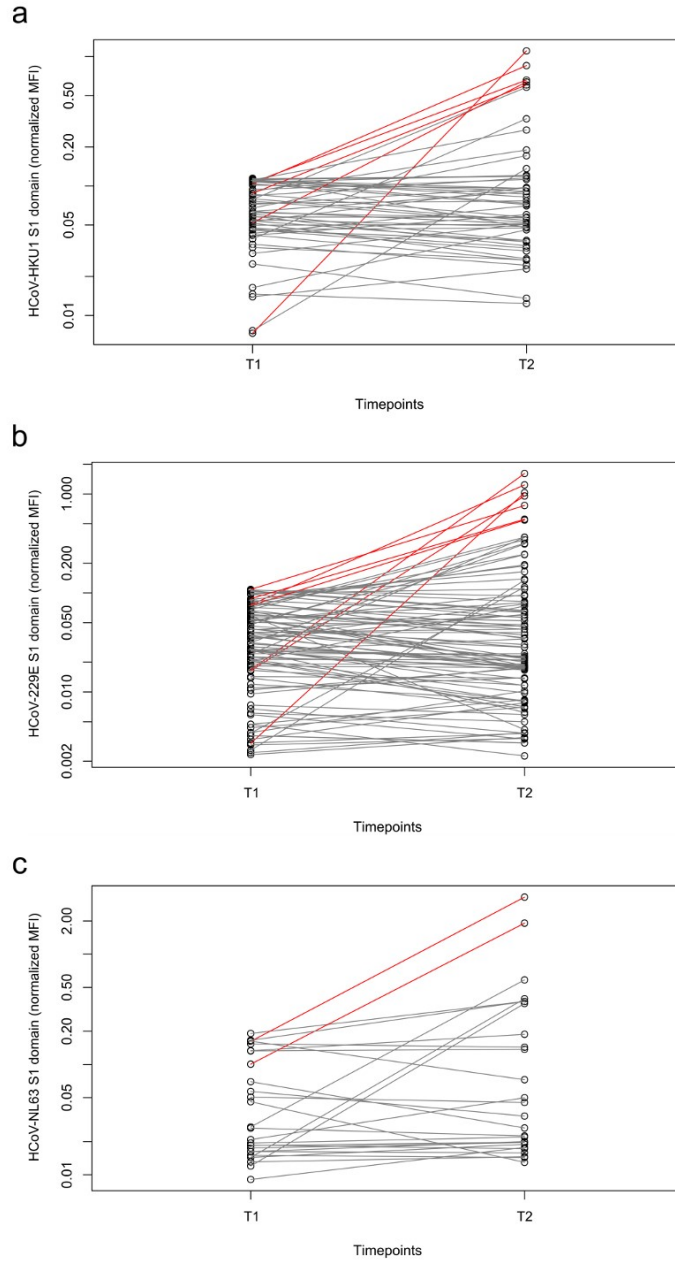 a
HCoV-HKU1 S1 domain (normalized MFI)
0.50
0.20
0.05
0.01
T1
T2
Timepoints
b
HCoV-229E S1 domain (normalized MFI)
1.000
0.200
0.050
0.010
0.002
T1
T2
Timepoints
c
HCoV-NL63 S1 domain (normalized MFI)
2.00
0.50
0.20
0.05
0.01
T1
T2
Timepoints